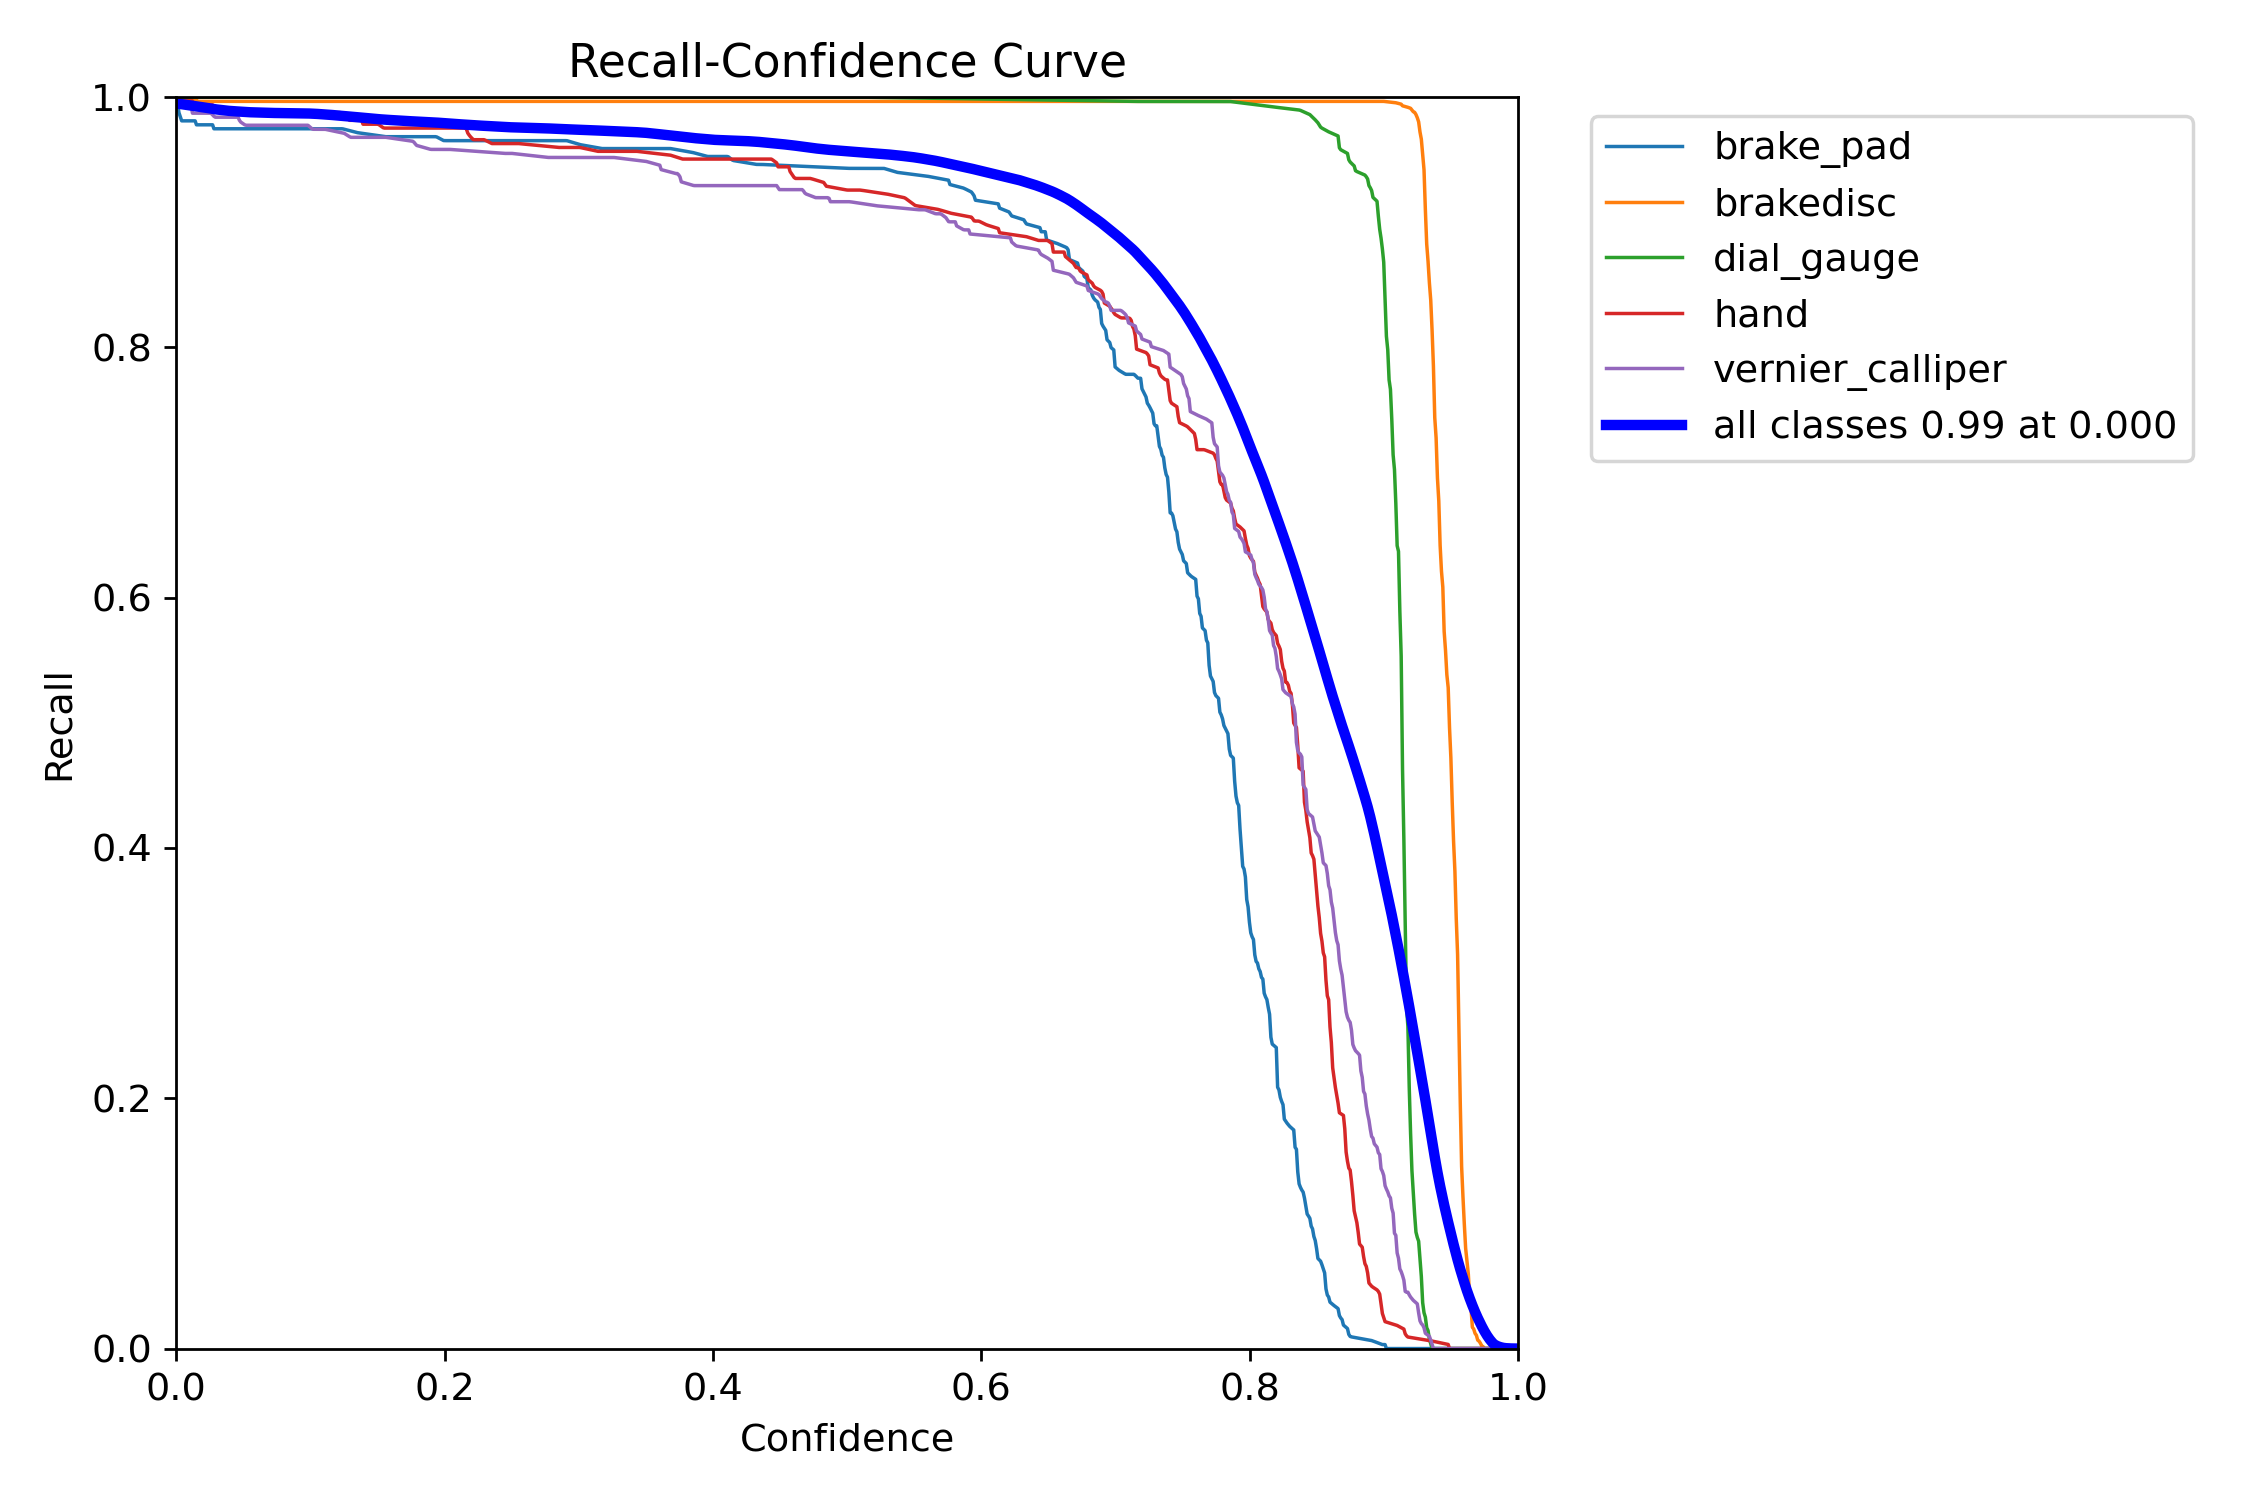 Recall-Confidence Curve
1.0
0.8
0.6
0.4
0.2
0.0
Recall
0.0 0.2 0.4 0.6 0.8 1.0
Confidence
brake_pad
brakedisc
dial_gauge
hand
vernier_calliper
all classes 0.99 at 0.000